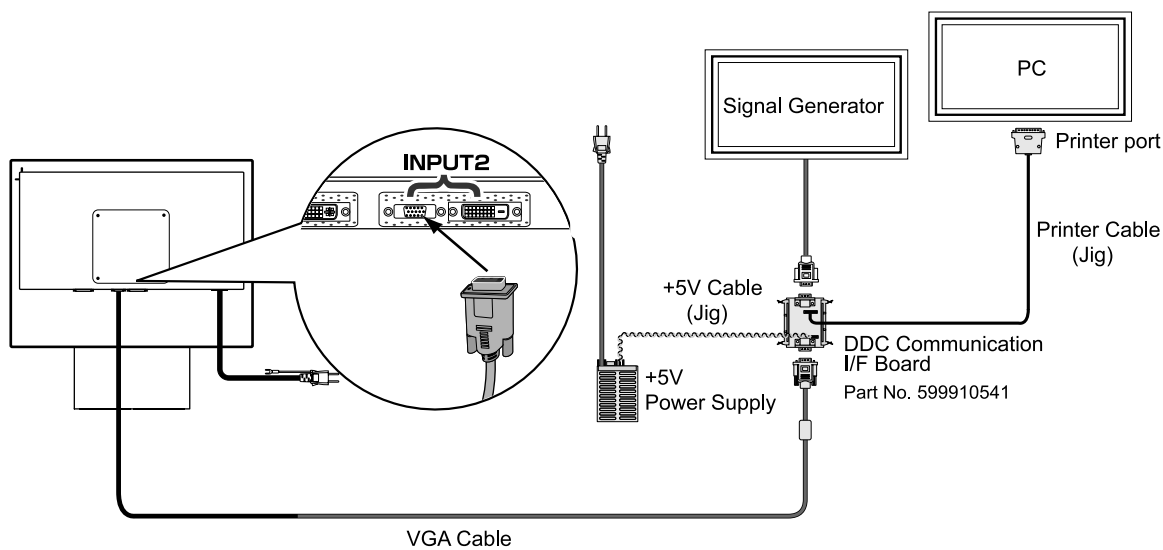 PC
Signal Generator
Printer port
INPUT2
Printer Cable
(Jig)
+5V Cable
(Jig)
DDC Communication
I/F Board
Part No. 599910541
+5V
Power Supply
VGA Cable